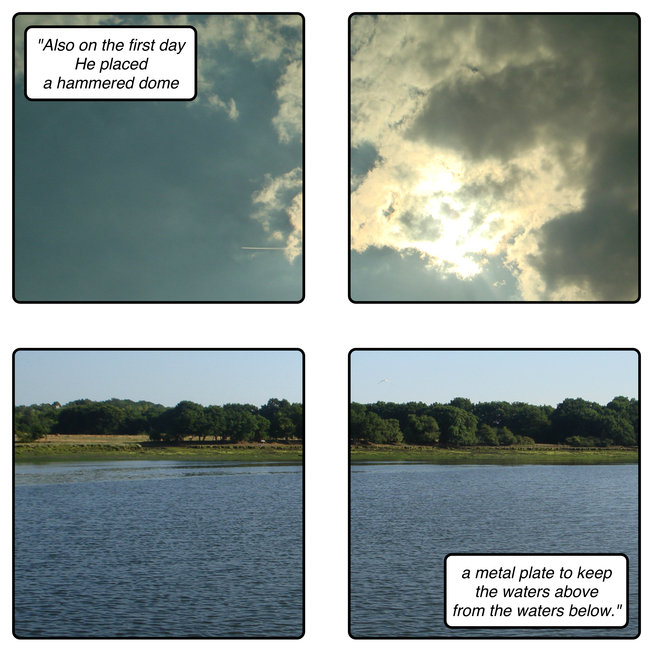 "Also on the first day
He placed
a hammered dome
a metal plate to keep
the waters above
from the waters below."